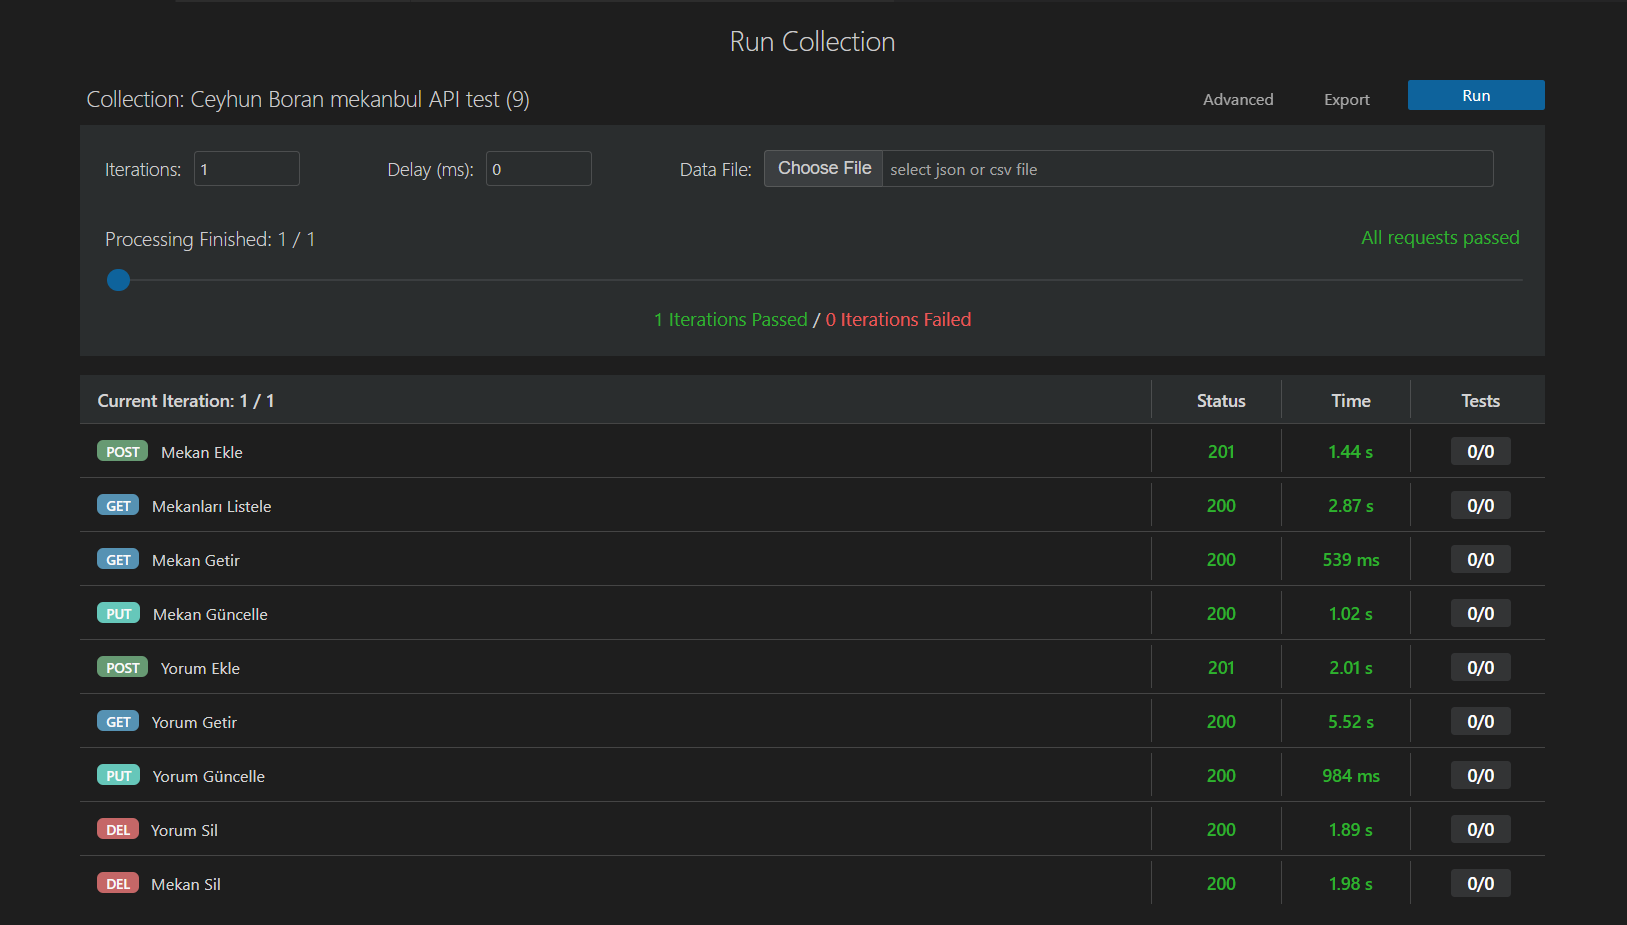 Run Collection
Collection: Ceyhun Boran mekanbul API test (9) Advanced Export Run
Iterations: 1 Delay (ms): 0 Data File: Choose File select json or csv file
Processing Finished: 1 / 1 All requests passed
1 Iterations Passed / 0 Iterations Failed
Current Iteration: 1 / 1 Status Time Tests
POST Mekan Ekle 201 1.44 s 0/0
GET Mekanları Listele 200 2.87 s 0/0
GET Mekan Getir 200 539 ms 0/0
PUT Mekan Güncelle 200 1.02 s 0/0
POST Yorum Ekle 201 2.01 s 0/0
GET Yorum Getir 200 5.52 s 0/0
PUT Yorum Güncelle 200 984 ms 0/0
DEL Yorum Sil 200 1.89 s 0/0
DEL Mekan Sil 200 1.98 s 0/0